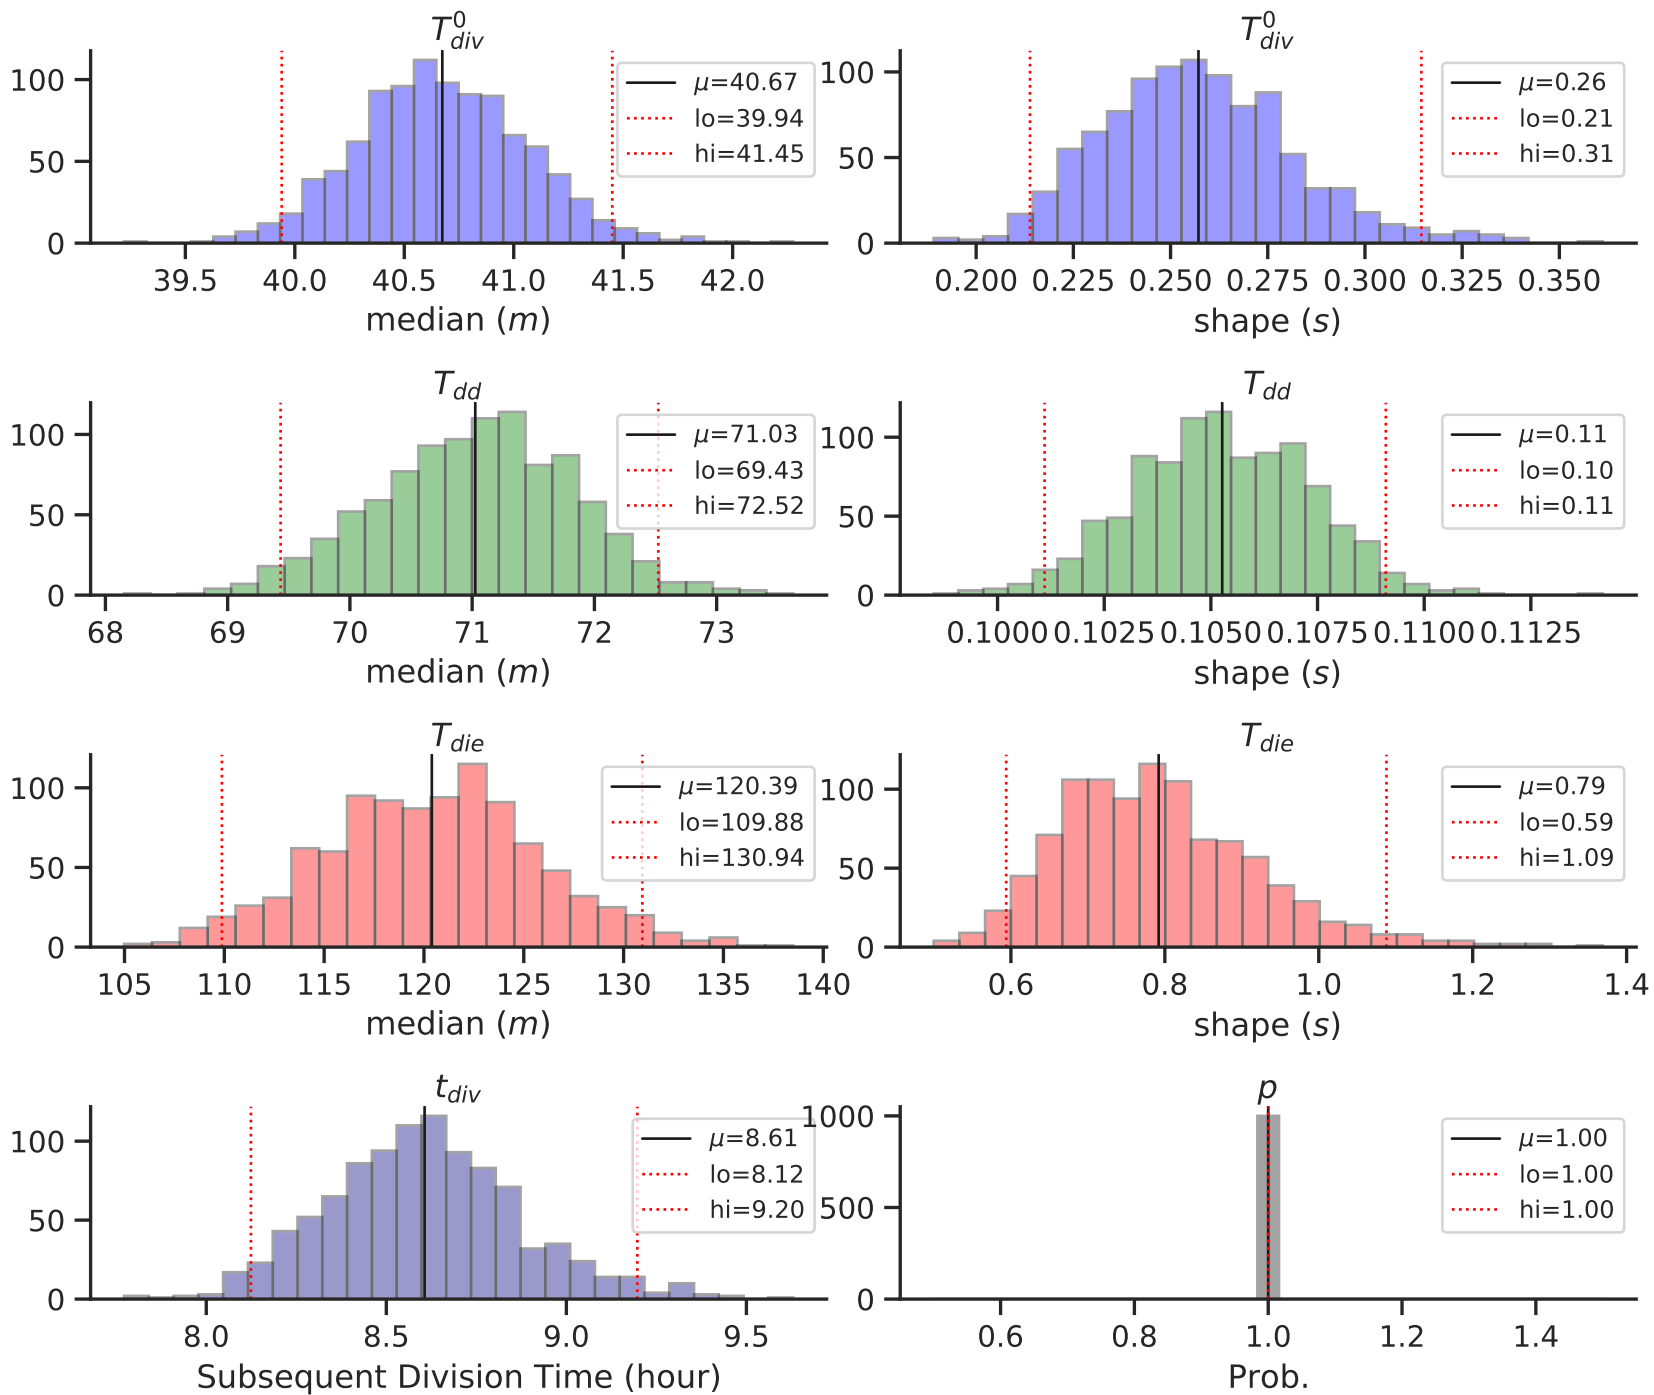 T⁰div
100
50
0
μ=40.67
lo=39.94
hi=41.45
39.5 40.0 40.5 41.0 41.5 42.0
median (m)
T⁰div
100
50
0
μ=0.26
lo=0.21
hi=0.31
0.200 0.225 0.250 0.275 0.300 0.325 0.350
shape (s)
Tdd
100
50
0
μ=71.03
lo=69.43
hi=72.52
68 69 70 71 72 73
median (m)
Tdd
100
50
0
μ=0.11
lo=0.10
hi=0.11
0.1000 0.1025 0.1050 0.1075 0.1100 0.1125
shape (s)
Tdie
100
50
0
μ=120.39
lo=109.88
hi=130.94
105 110 115 120 125 130 135 140
median (m)
Tdie
100
50
0
μ=0.79
lo=0.59
hi=1.09
0.6 0.8 1.0 1.2 1.4
shape (s)
tdiv
100
50
0
μ=8.61
lo=8.12
hi=9.20
8.0 8.5 9.0 9.5
Subsequent Division Time (hour)
p
1000
500
0
μ=1.00
lo=1.00
hi=1.00
0.6 0.8 1.0 1.2 1.4
Prob.